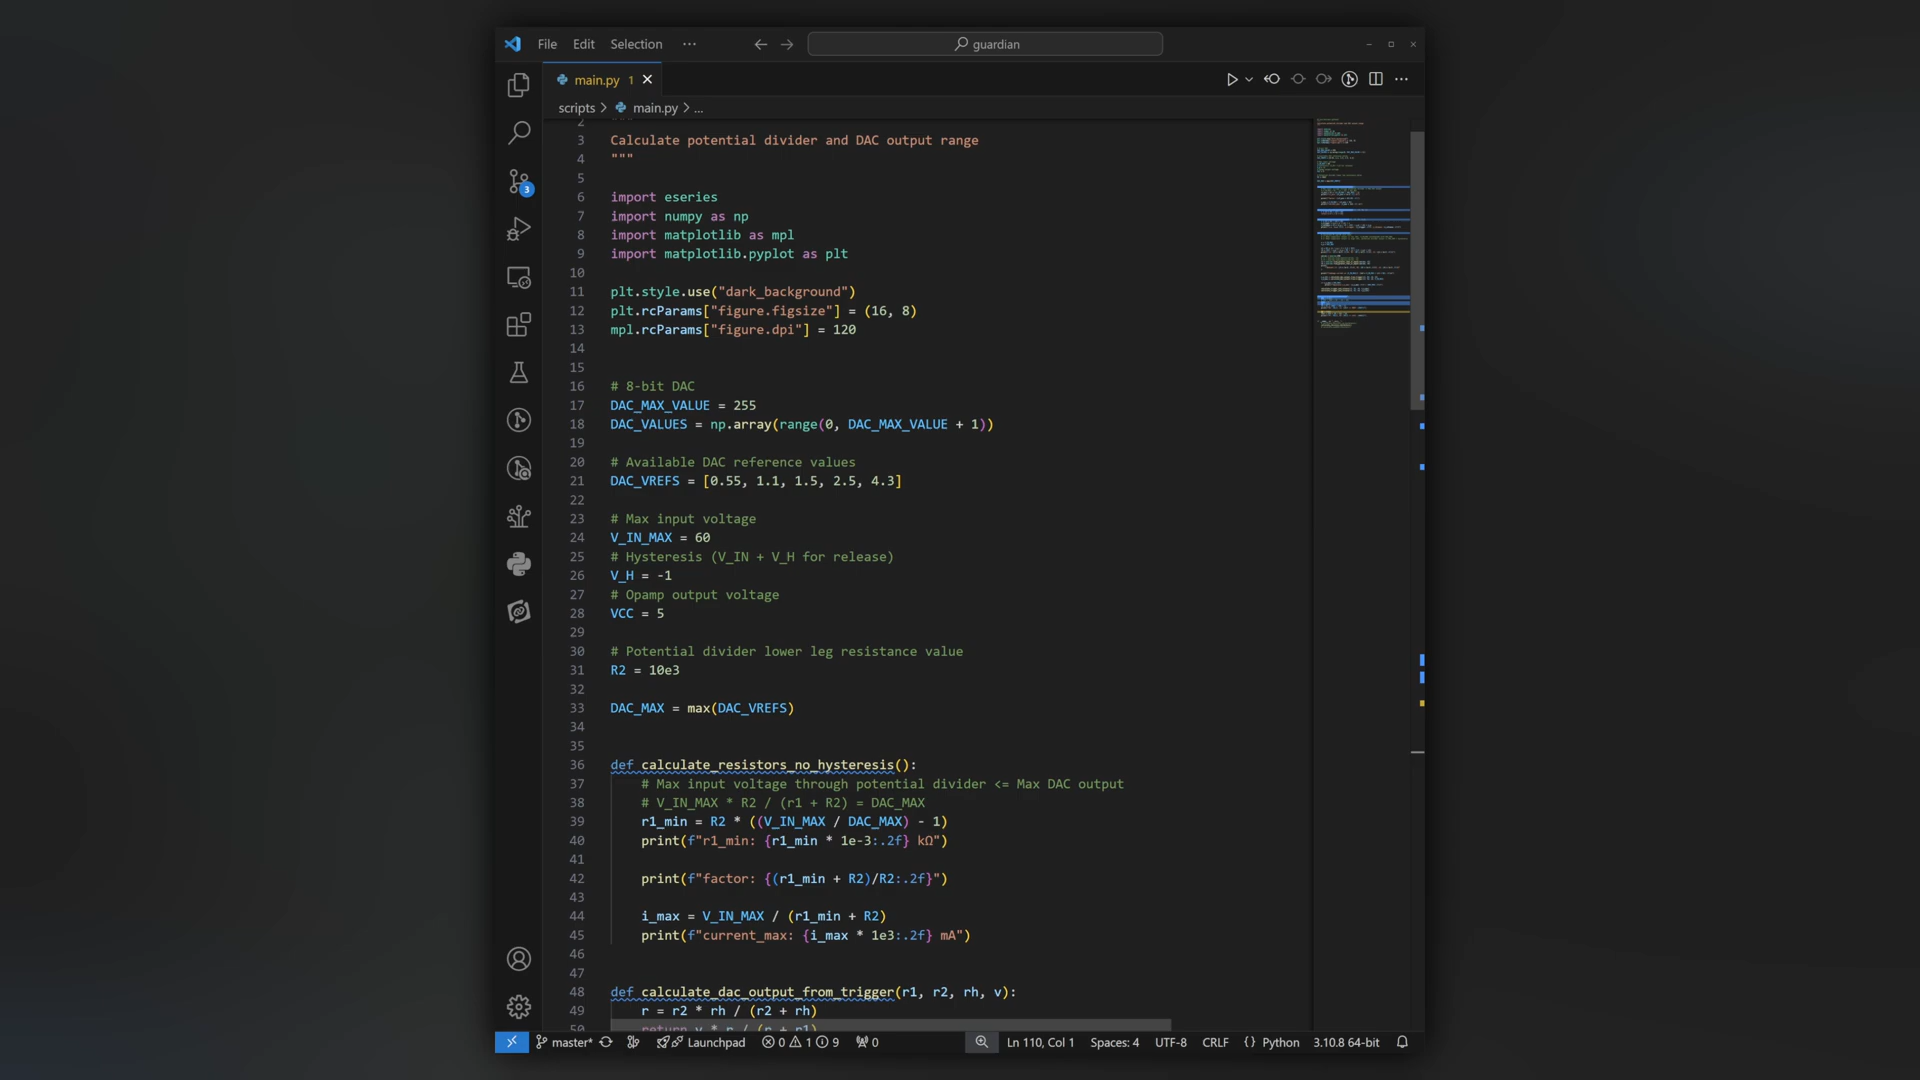 File Edit Selection ··· guardian
main.py 1
scripts > main.py > ...
2
3 Calculate potential divider and DAC output range
4 """
5
6 import eseries
7 import numpy as np
8 import matplotlib as mpl
9 import matplotlib.pyplot as plt
10
11 plt.style.use("dark_background")
12 plt.rcParams["figure.figsize"] = (16, 8)
13 mpl.rcParams["figure.dpi"] = 120
14
15
16 # 8-bit DAC
17 DAC_MAX_VALUE = 255
18 DAC_VALUES = np.array(range(0, DAC_MAX_VALUE + 1))
19
20 # Available DAC reference values
21 DAC_VREFS = [0.55, 1.1, 1.5, 2.5, 4.3]
22
23 # Max input voltage
24 V_IN_MAX = 60
25 # Hysteresis (V_IN + V_H for release)
26 V_H = -1
27 # Opamp output voltage
28 VCC = 5
29
30 # Potential divider lower leg resistance value
31 R2 = 10e3
32
33 DAC_MAX = max(DAC_VREFS)
34
35
36 def calculate_resistors_no_hysteresis():
37 # Max input voltage through potential divider <= Max DAC output
38 # V_IN_MAX * R2 / (r1 + R2) = DAC_MAX
39 r1_min = R2 * ((V_IN_MAX / DAC_MAX) - 1)
40 print(f"r1_min: {r1_min * 1e-3:.2f} kΩ")
41
42 print(f"factor: {(r1_min + R2)/R2:.2f}")
43
44 i_max = V_IN_MAX / (r1_min + R2)
45 print(f"current_max: {i_max * 1e3:.2f} mA")
46
47
48 def calculate_dac_output_from_trigger(r1, r2, rh, v):
49 r = r2 * rh / (r2 + rh)
50 return v * r / (r + r1)
3
master* Launchpad 0 1 9 0 Ln 110, Col 1 Spaces: 4 UTF-8 CRLF {} Python 3.10.8 64-bit